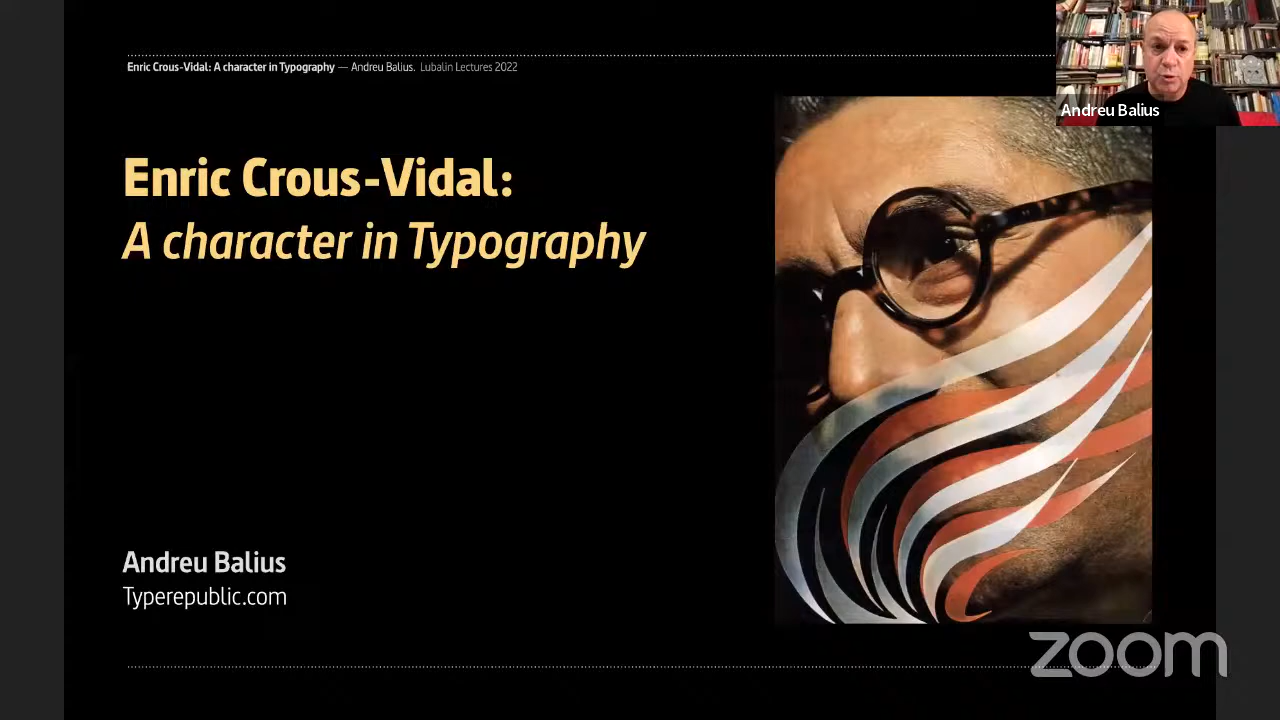 Enric Crous-Vidal: A character in Typography — Andreu Balius. Lubalin Lectures 2022
Andreu Balius
Enric Crous-Vidal:
A character in Typography
Andreu Balius
Typerepublic.com
zoom